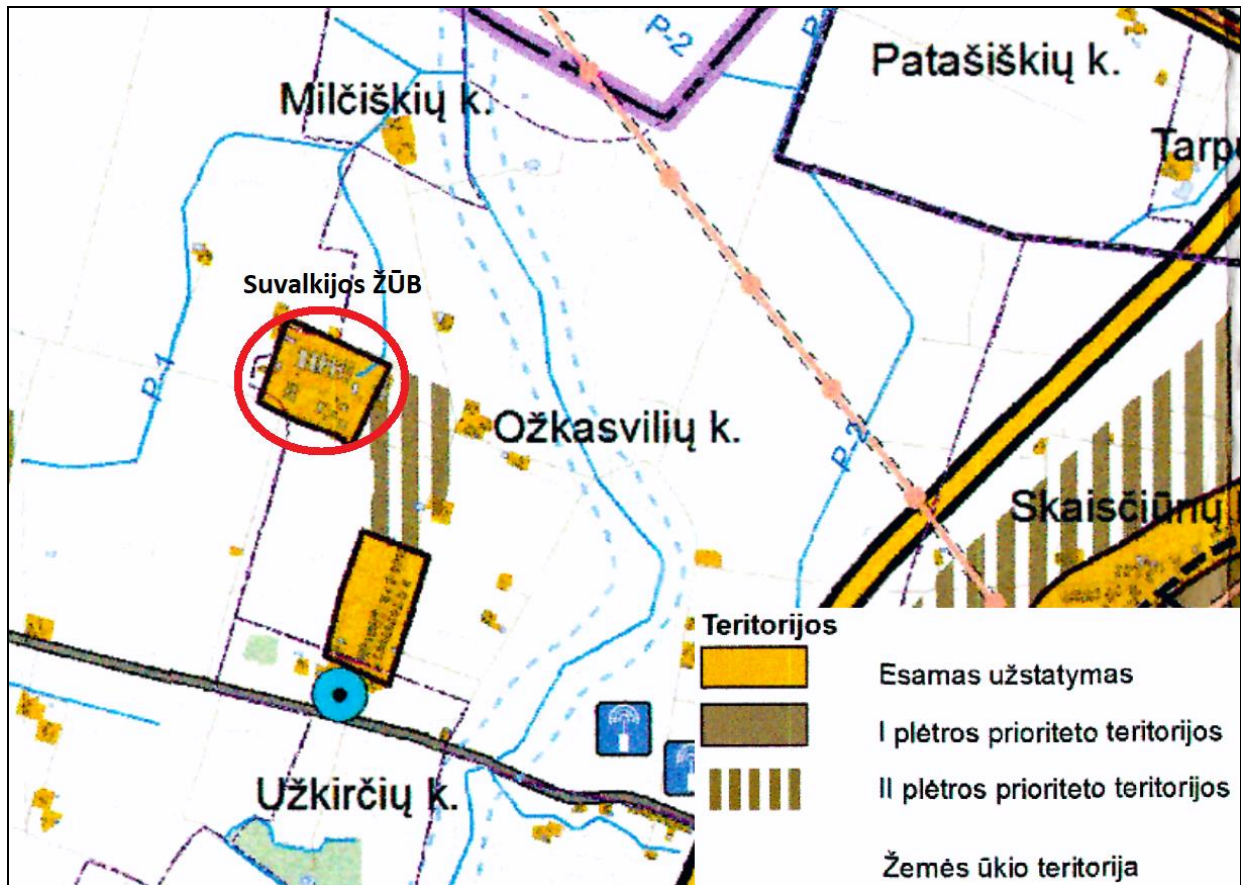 P-2
P
Patašiškių k.
Milčiškių k.
Tarpu
Suvalkijos ŽŪB
P-1
Ožkasvilių k.
P-2
Skaisčiūnų
Teritorijos
Esamas užstatymas
I plėtros prioriteto teritorijos
II plėtros prioriteto teritorijos
Užkirčių k.
Žemės ūkio teritorija